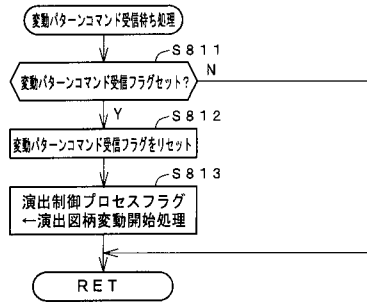 変動パターンコマンド受信待ち処理
S811
変動パターンコマンド受信フラグセット？
N
Y
S812
変動パターンコマンド受信フラグをリセット
S813
演出制御プロセスフラグ
←演出図柄変動開始処理
RET